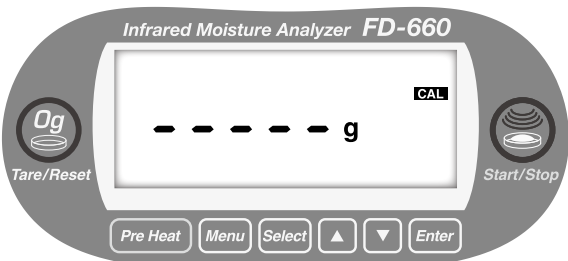 Infrared Moisture Analyzer FD-660
CAL
- - - - - g
0g
Tare/Reset
Start/Stop
Pre Heat
Menu
Select
▲
▼
Enter